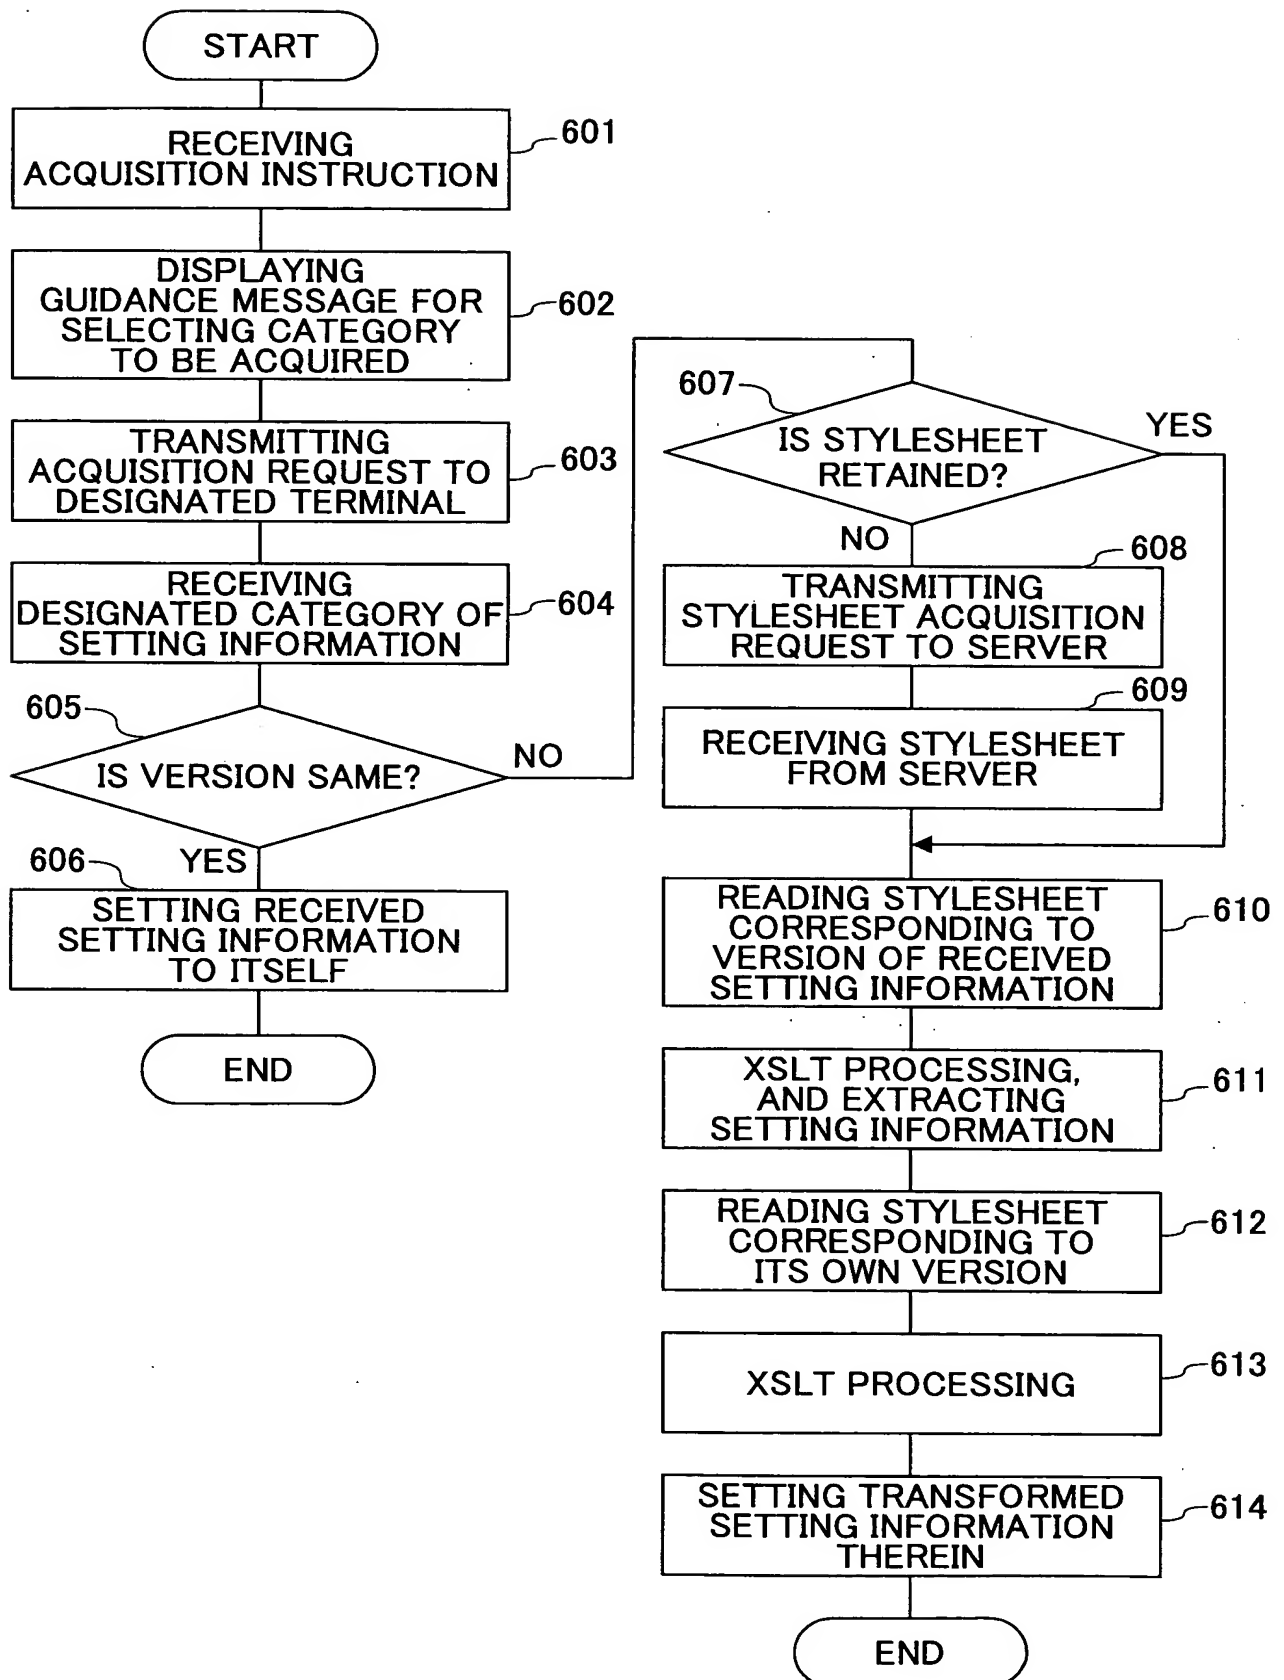 START
RECEIVING
ACQUISITION INSTRUCTION
601
DISPLAYING
GUIDANCE MESSAGE FOR
SELECTING CATEGORY
TO BE ACQUIRED
602
TRANSMITTING
ACQUISITION REQUEST TO
DESIGNATED TERMINAL
603
RECEIVING
DESIGNATED CATEGORY OF
SETTING INFORMATION
604
605
IS VERSION SAME?
NO
YES
606
SETTING RECEIVED
SETTING INFORMATION
TO ITSELF
END
607
IS STYLESHEET
RETAINED?
YES
NO
608
TRANSMITTING
STYLESHEET ACQUISITION
REQUEST TO SERVER
609
RECEIVING STYLESHEET
FROM SERVER
READING STYLESHEET
CORRESPONDING TO
VERSION OF RECEIVED
SETTING INFORMATION
610
XSLT PROCESSING,
AND EXTRACTING
SETTING INFORMATION
611
READING STYLESHEET
CORRESPONDING TO
ITS OWN VERSION
612
XSLT PROCESSING
613
SETTING TRANSFORMED
SETTING INFORMATION
THEREIN
614
END